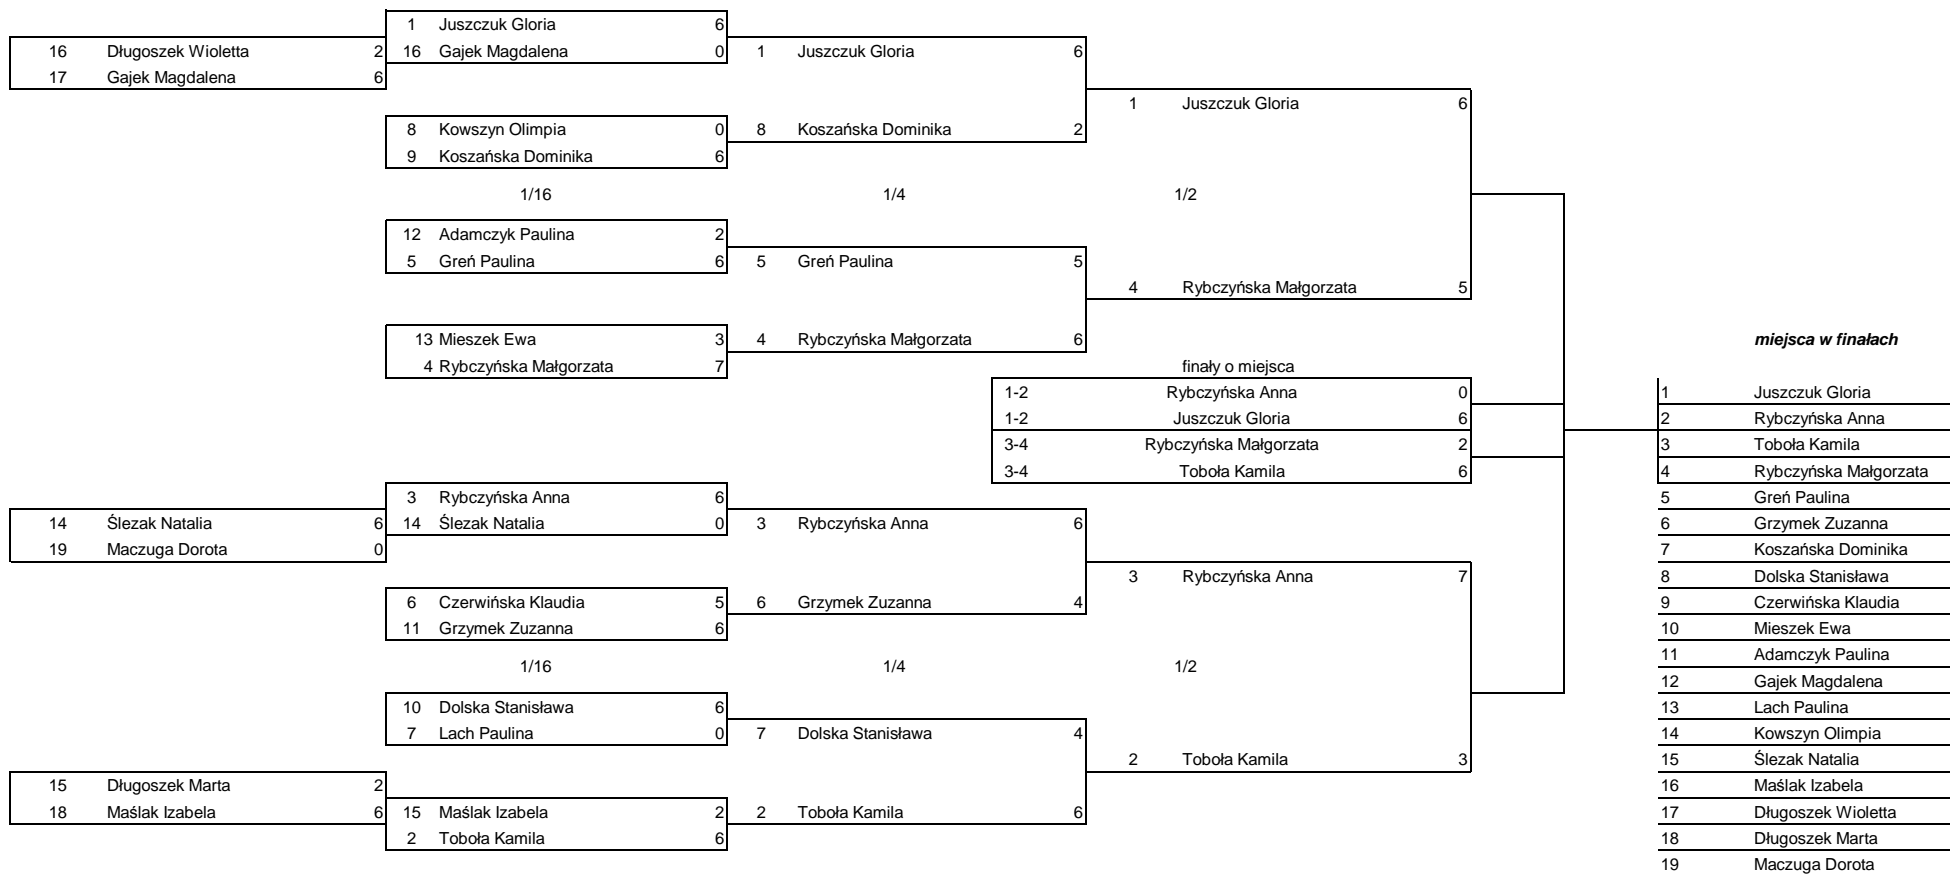 1 Juszczuk Gloria 6
16 Długoszek Wioletta 2 16 Gajek Magdalena 0 1 Juszczuk Gloria 6
17 Gajek Magdalena 6
1 Juszczuk Gloria 6
8 Kowszyn Olimpia 0 8 Koszańska Dominika 2
9 Koszańska Dominika 6
1/16 1/4 1/2
12 Adamczyk Paulina 2
5 Greń Paulina 6 5 Greń Paulina 5
4 Rybczyńska Małgorzata 5
13 Mieszek Ewa 3 4 Rybczyńska Małgorzata 6 miejsca w finałach
4 Rybczyńska Małgorzata 7 finały o miejsca
1-2 Rybczyńska Anna 0 1 Juszczuk Gloria
1-2 Juszczuk Gloria 6 2 Rybczyńska Anna
3-4 Rybczyńska Małgorzata 2 3 Toboła Kamila
3-4 Toboła Kamila 6 4 Rybczyńska Małgorzata
3 Rybczyńska Anna 6 5 Greń Paulina
14 Ślezak Natalia 6 14 Ślezak Natalia 0 3 Rybczyńska Anna 6 6 Grzymek Zuzanna
19 Maczuga Dorota 0 7 Koszańska Dominika
3 Rybczyńska Anna 7 8 Dolska Stanisława
6 Czerwińska Klaudia 5 6 Grzymek Zuzanna 4 9 Czerwińska Klaudia
11 Grzymek Zuzanna 6 10 Mieszek Ewa
1/16 1/4 1/2 11 Adamczyk Paulina
12 Gajek Magdalena
10 Dolska Stanisława 6 13 Lach Paulina
7 Lach Paulina 0 7 Dolska Stanisława 4 14 Kowszyn Olimpia
2 Toboła Kamila 3 15 Ślezak Natalia
15 Długoszek Marta 2 16 Maślak Izabela
18 Maślak Izabela 6 15 Maślak Izabela 2 2 Toboła Kamila 6 17 Długoszek Wioletta
2 Toboła Kamila 6 18 Długoszek Marta
19 Maczuga Dorota